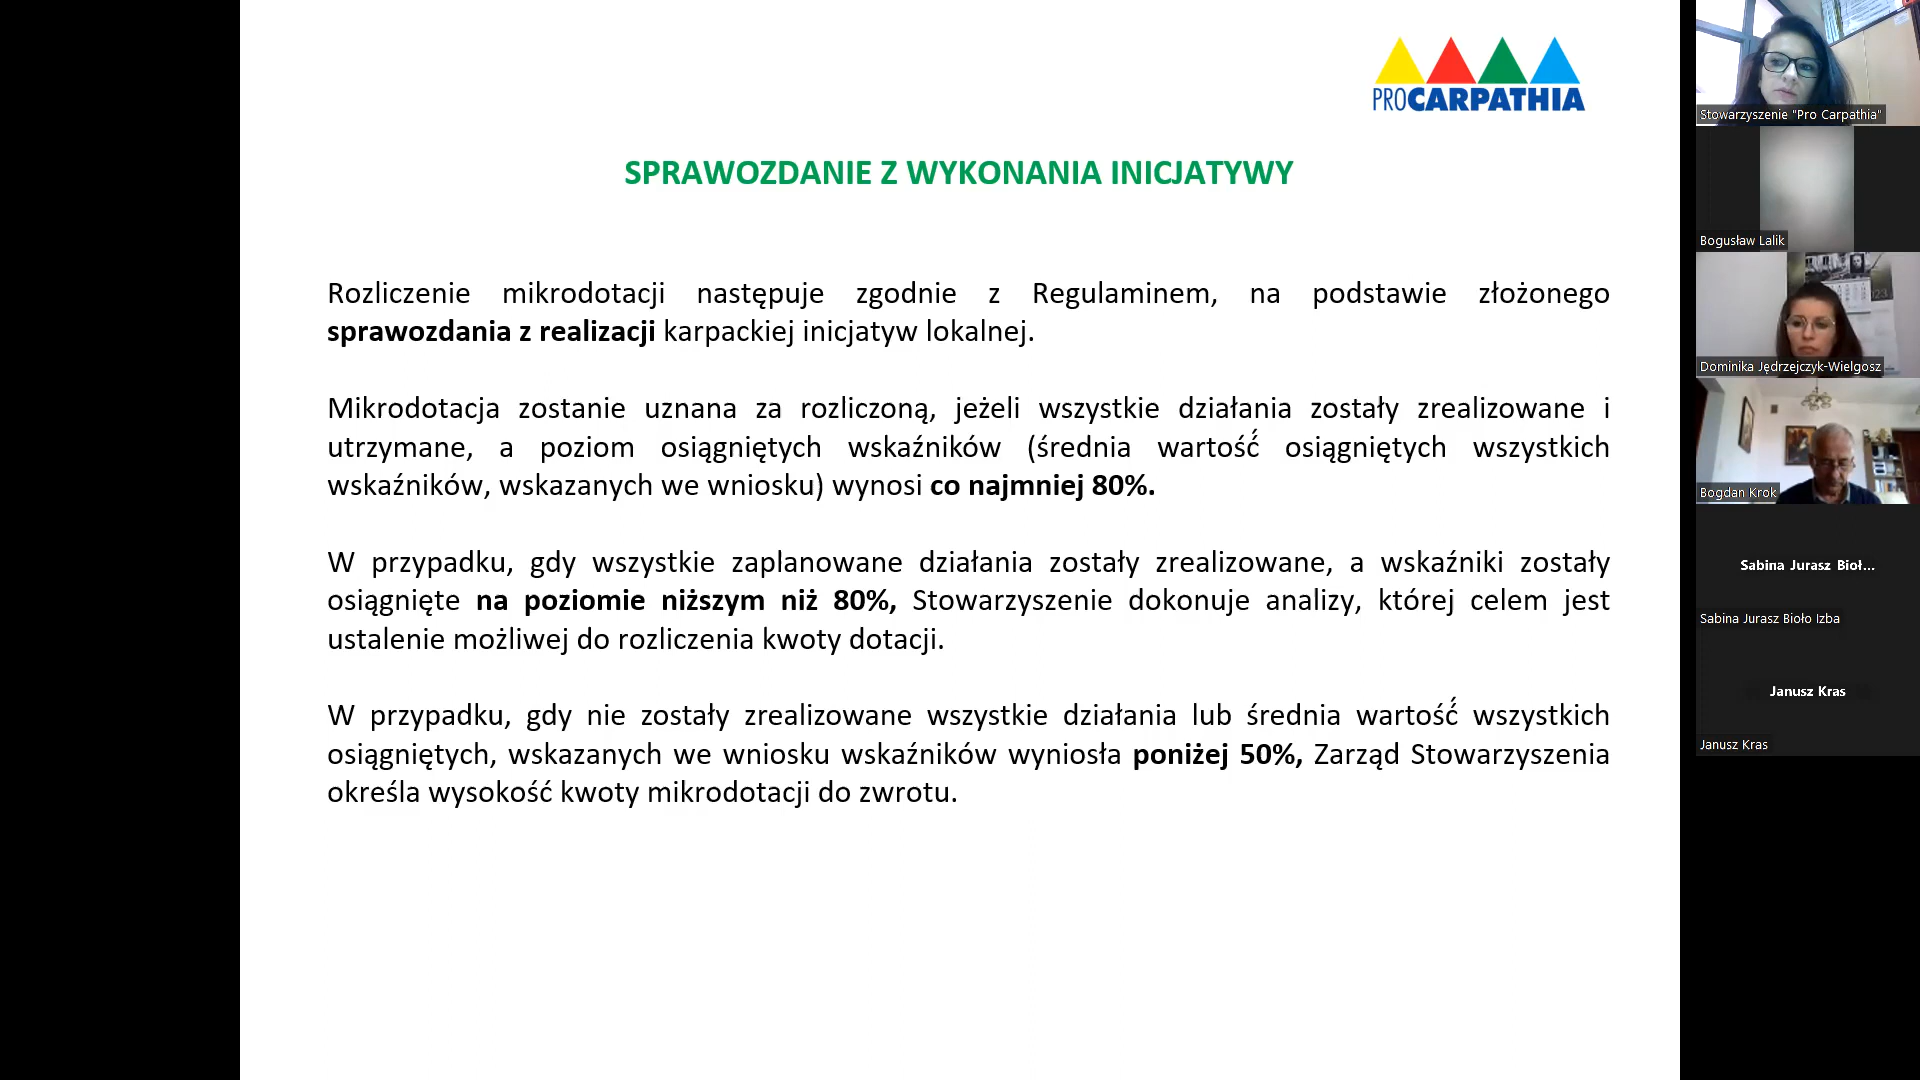 PROCARPATHIA
SPRAWOZDANIE Z WYKONANIA INICJATYWY
Rozliczenie mikrodotacji następuje zgodnie z Regulaminem, na podstawie złożonego
sprawozdania z realizacji karpackiej inicjatyw lokalnej.
Mikrodotacja zostanie uznana za rozliczoną, jeżeli wszystkie działania zostały zrealizowane i
utrzymane, a poziom osiągniętych wskaźników (średnia wartość́ osiągniętych wszystkich
wskaźników, wskazanych we wniosku) wynosi co najmniej 80%.
W przypadku, gdy wszystkie zaplanowane działania zostały zrealizowane, a wskaźniki zostały
osiągnięte na poziomie niższym niż 80%, Stowarzyszenie dokonuje analizy, której celem jest
ustalenie możliwej do rozliczenia kwoty dotacji.
W przypadku, gdy nie zostały zrealizowane wszystkie działania lub średnia wartość́ wszystkich
osiągniętych, wskazanych we wniosku wskaźników wyniosła poniżej 50%, Zarząd Stowarzyszenia
określa wysokość kwoty mikrodotacji do zwrotu.
Stowarzyszenie "Pro Carpathia"
Bogusław Lalik
Dominika Jędrzejczyk-Wielgosz
Bogdan Krok
Sabina Jurasz Bioł...
Sabina Jurasz Bioło Izba
Janusz Kras
Janusz Kras